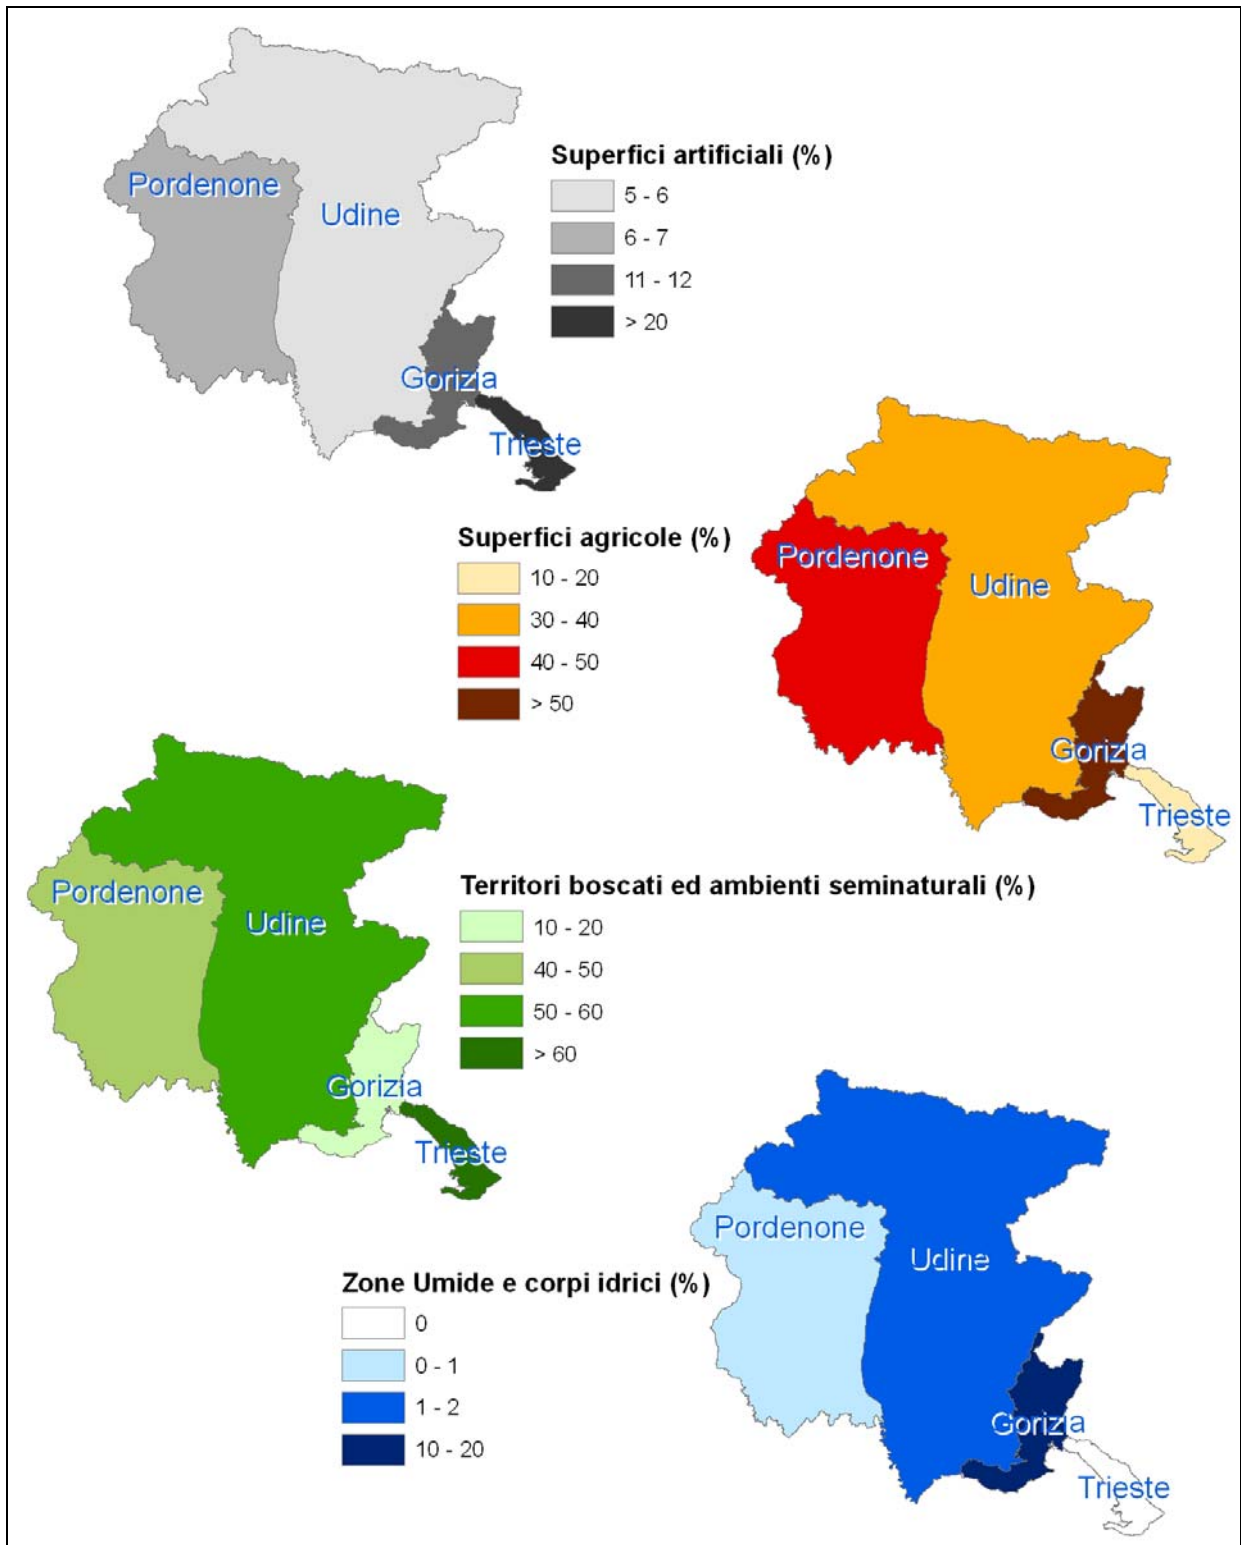 Pordenone
Udine
Gorizia
Trieste
Superfici artificiali (%)
5 - 6
6 - 7
11 - 12
> 20
Superfici agricole (%)
10 - 20
30 - 40
40 - 50
> 50
Pordenone
Udine
Gorizia
Trieste
Pordenone
Udine
Gorizia
Trieste
Territori boscati ed ambienti seminaturali (%)
10 - 20
40 - 50
50 - 60
> 60
Zone Umide e corpi idrici (%)
0
0 - 1
1 - 2
10 - 20
Pordenone
Udine
Gorizia
Trieste